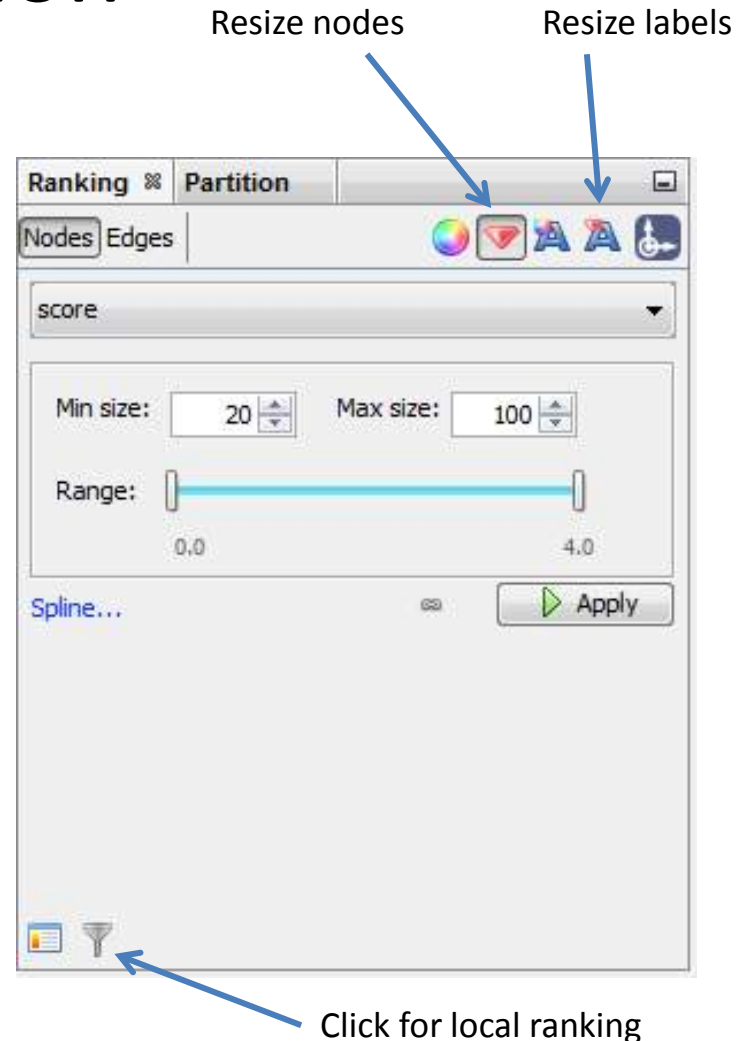 Resize nodes Resize labels
Ranking Partition
Nodes Edges
score
Min size: 20 Max size: 100
Range:
0.0 4.0
Spline... Apply
Click for local ranking